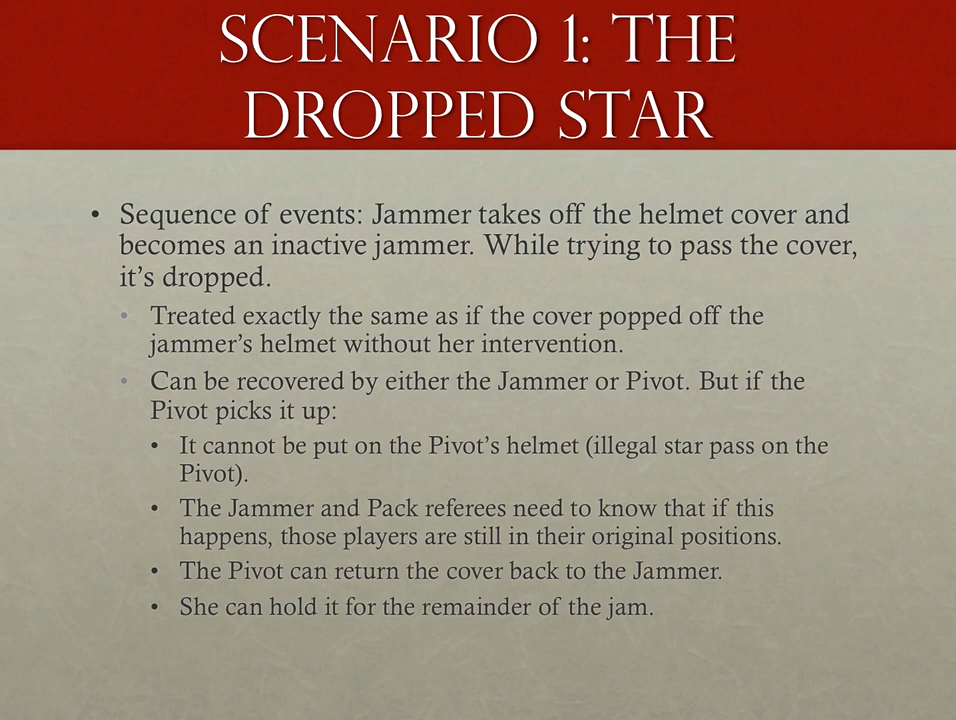 SCENARIO 1: THE
DROPPED STAR
• Sequence of events: Jammer takes off the helmet cover and
becomes an inactive jammer. While trying to pass the cover,
it's dropped.
• Treated exactly the same as if the cover popped off the
jammer's helmet without her intervention.
• Can be recovered by either the Jammer or Pivot. But if the
Pivot picks it up:
• It cannot be put on the Pivot's helmet (illegal star pass on the
Pivot).
• The Jammer and Pack referees need to know that if this
happens, those players are still in their original positions.
• The Pivot can return the cover back to the Jammer.
• She can hold it for the remainder of the jam.